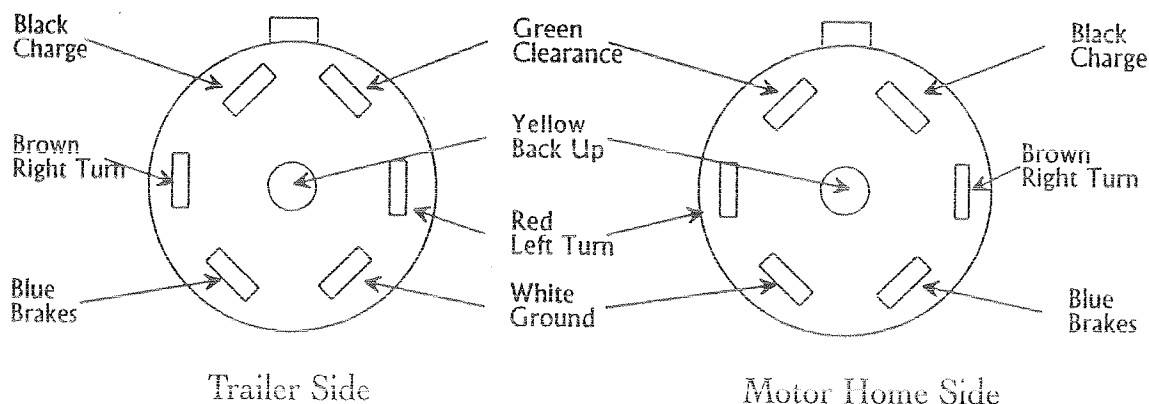 Black
Charge
Green
Clearance
Black
Charge
Brown
Right Turn
Yellow
Back Up
Brown
Right Turn
Red
Left Turn
Blue
Brakes
White
Ground
Blue
Brakes
Trailer Side
Motor Home Side